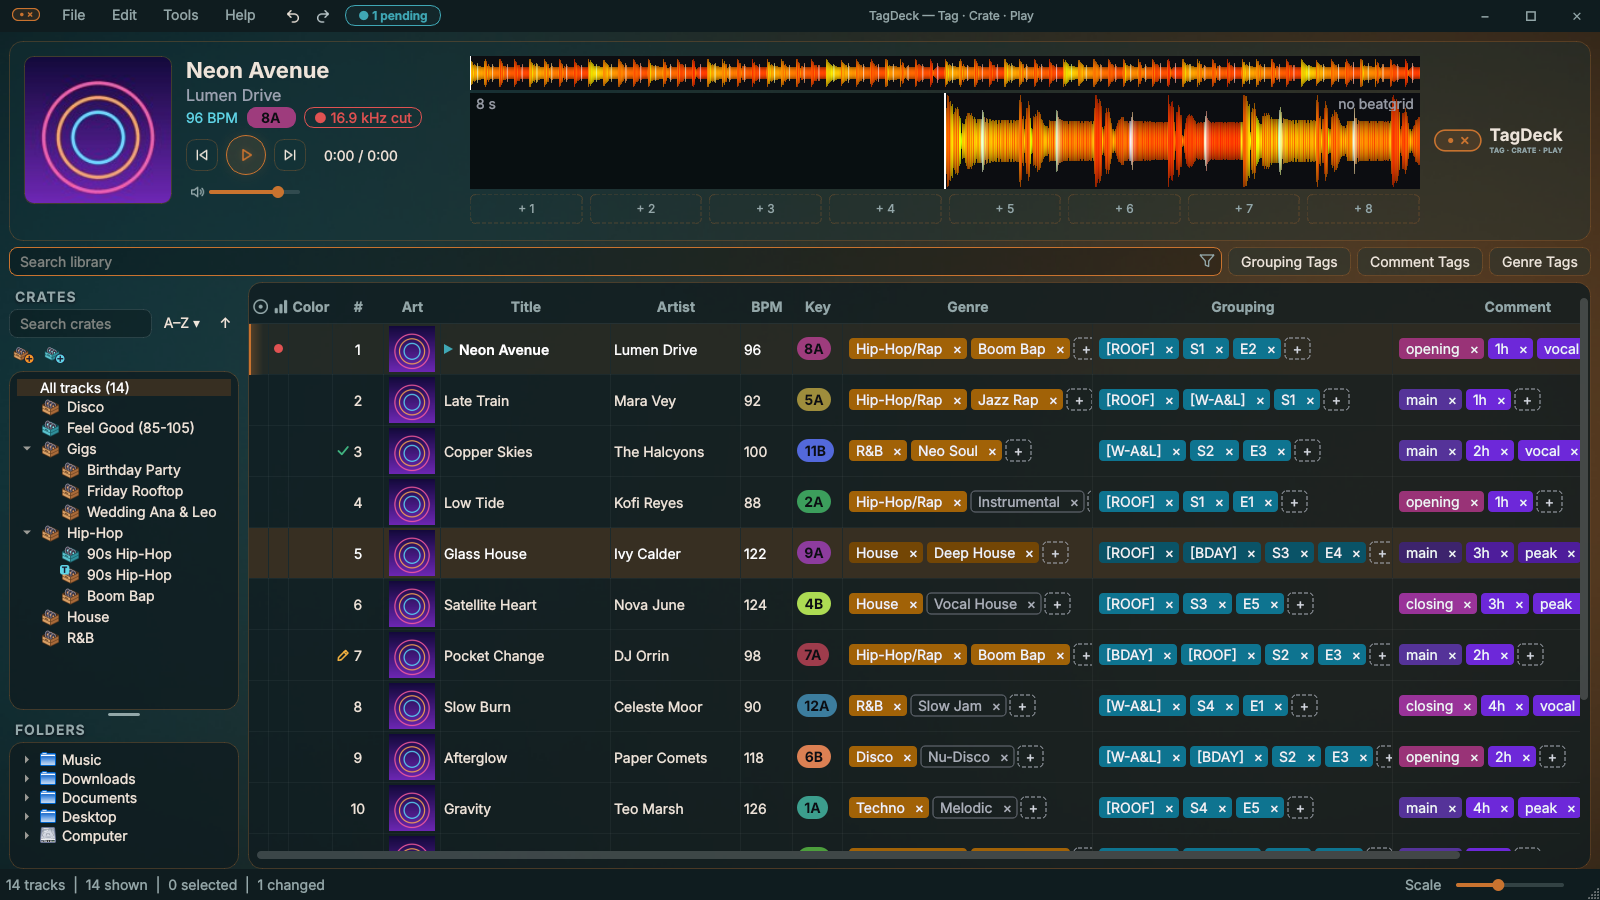 File Edit Tools Help 1 pending TagDeck — Tag · Crate · Play
Neon Avenue
Lumen Drive
96 BPM 8A 16.9 kHz cut
0:00 / 0:00
8 s no beatgrid
+ 1 + 2 + 3 + 4 + 5 + 6 + 7 + 8
TagDeck
TAG · CRATE · PLAY
Search library Grouping Tags Comment Tags Genre Tags
CRATES
Search crates A–Z ▾ ↑
All tracks (14)
Disco
Feel Good (85-105)
Gigs
Birthday Party
Friday Rooftop
Wedding Ana & Leo
Hip-Hop
90s Hip-Hop
90s Hip-Hop
Boom Bap
House
R&B
FOLDERS
Music
Downloads
Documents
Desktop
Computer
Color # Art Title Artist BPM Key Genre Grouping Comment
1 Neon Avenue Lumen Drive 96 8A Hip-Hop/Rap × Boom Bap × + [ROOF] × S1 × E2 × + opening × 1h × vocal
2 Late Train Mara Vey 92 5A Hip-Hop/Rap × Jazz Rap × + [ROOF] × [W-A&L] × S1 × + main × 1h × +
3 Copper Skies The Halcyons 100 11B R&B × Neo Soul × + [W-A&L] × S2 × E3 × + main × 2h × vocal ×
4 Low Tide Kofi Reyes 88 2A Hip-Hop/Rap × Instrumental × [ROOF] × S1 × E1 × + opening × 1h × +
5 Glass House Ivy Calder 122 9A House × Deep House × + [ROOF] × [BDAY] × S3 × E4 × + main × 3h × peak ×
6 Satellite Heart Nova June 124 4B House × Vocal House × + [ROOF] × S3 × E5 × + closing × 3h × peak
7 Pocket Change DJ Orrin 98 7A Hip-Hop/Rap × Boom Bap × + [BDAY] × [ROOF] × S2 × E3 × + main × 2h × +
8 Slow Burn Celeste Moor 90 12A R&B × Slow Jam × + [W-A&L] × S4 × E1 × + closing × 4h × vocal
9 Afterglow Paper Comets 118 6B Disco × Nu-Disco × + [W-A&L] × [BDAY] × S2 × E3 × + opening × 2h × +
10 Gravity Teo Marsh 126 1A Techno × Melodic × + [ROOF] × S4 × E5 × + main × 4h × peak ×
14 tracks | 14 shown | 0 selected | 1 changed Scale